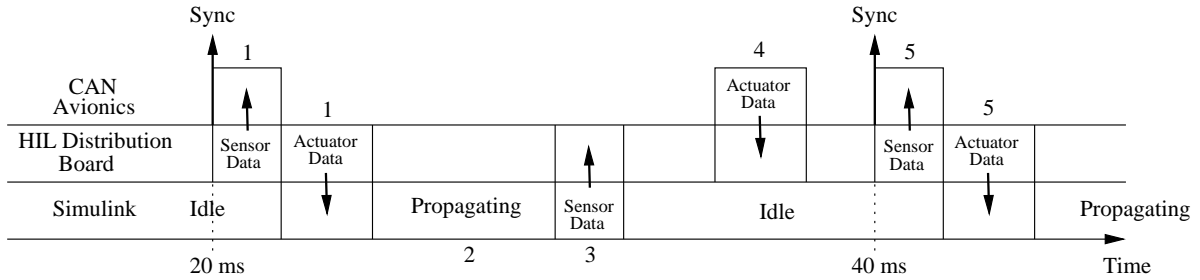 Sync
Sync
1
4
5
CAN
Avionics
Actuator
Data
1
5
HIL Distribution
Board
Sensor
Data
Actuator
Data
Sensor
Data
Actuator
Data
Simulink
Idle
Propagating
Sensor
Data
Idle
Propagating
2
3
20 ms
40 ms
Time